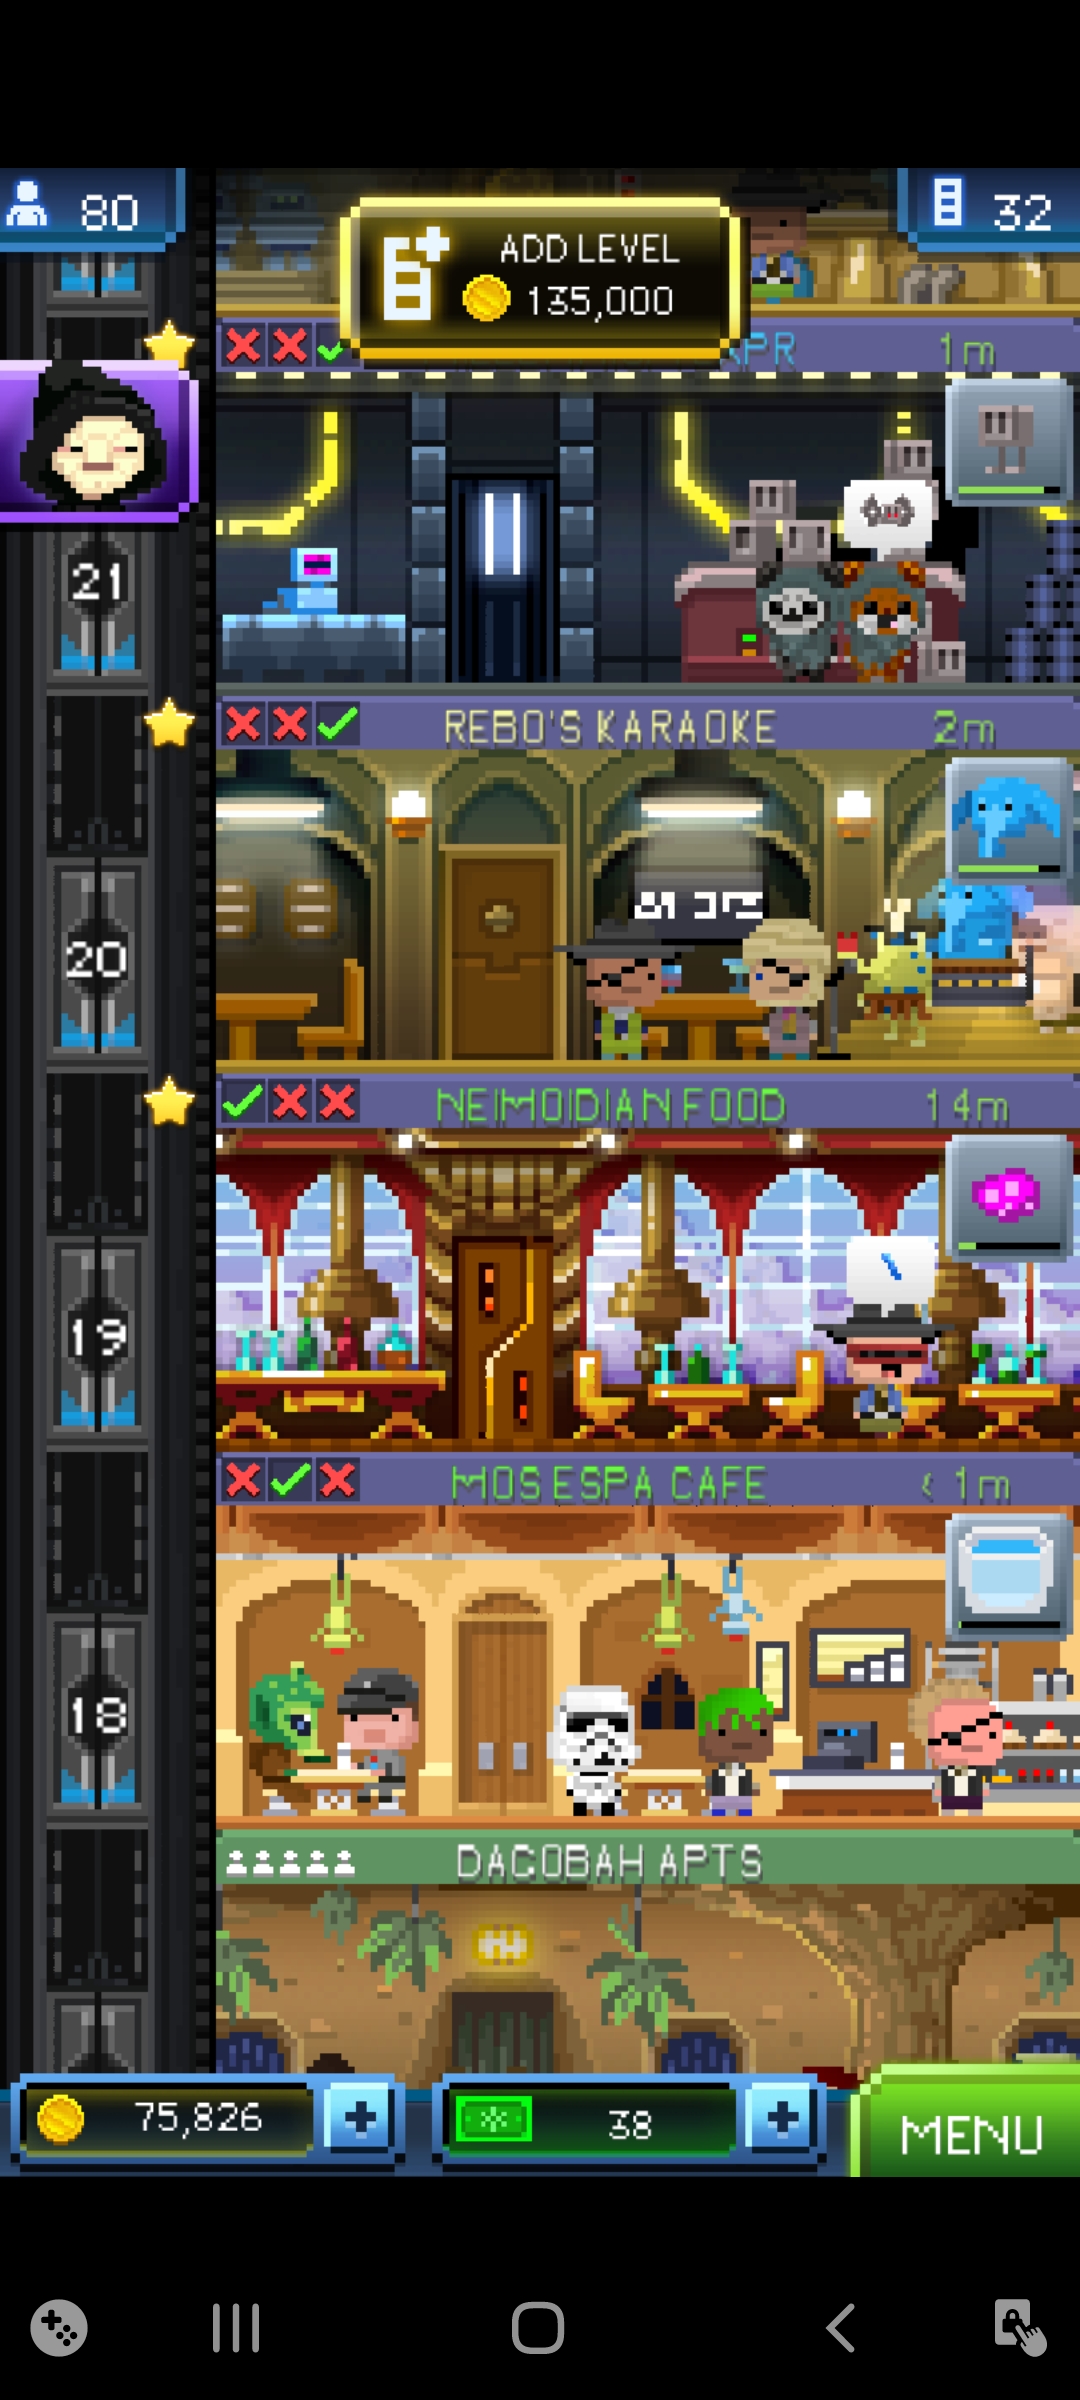 80
32
ADD LEVEL
135,000
1m
21
REBO'S KARAOKE
2m
20
NEIMOIDIAN FOOD
14m
19
MOS ESPA CAFE
< 1m
18
DAGOBAH APTS
75,826
38
MENU